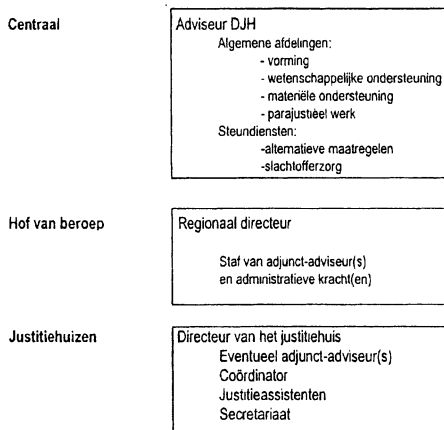 Centraal
Adviseur DJH
Algemene afdelingen:
- vorming
- wetenschappelijke ondersteuning
- materiële ondersteuning
- parajustitieel werk
Steundiensten:
-alternatieve maatregelen
-slachtofferzorg
Hof van beroep
Regionaal directeur
Staf van adjunct-adviseur(s)
en administratieve kracht(en)
Justitiehuizen
Directeur van het justitiehuis
Eventueel adjunct-adviseur(s)
Coördinator
Justitieassistenten
Secretariaat